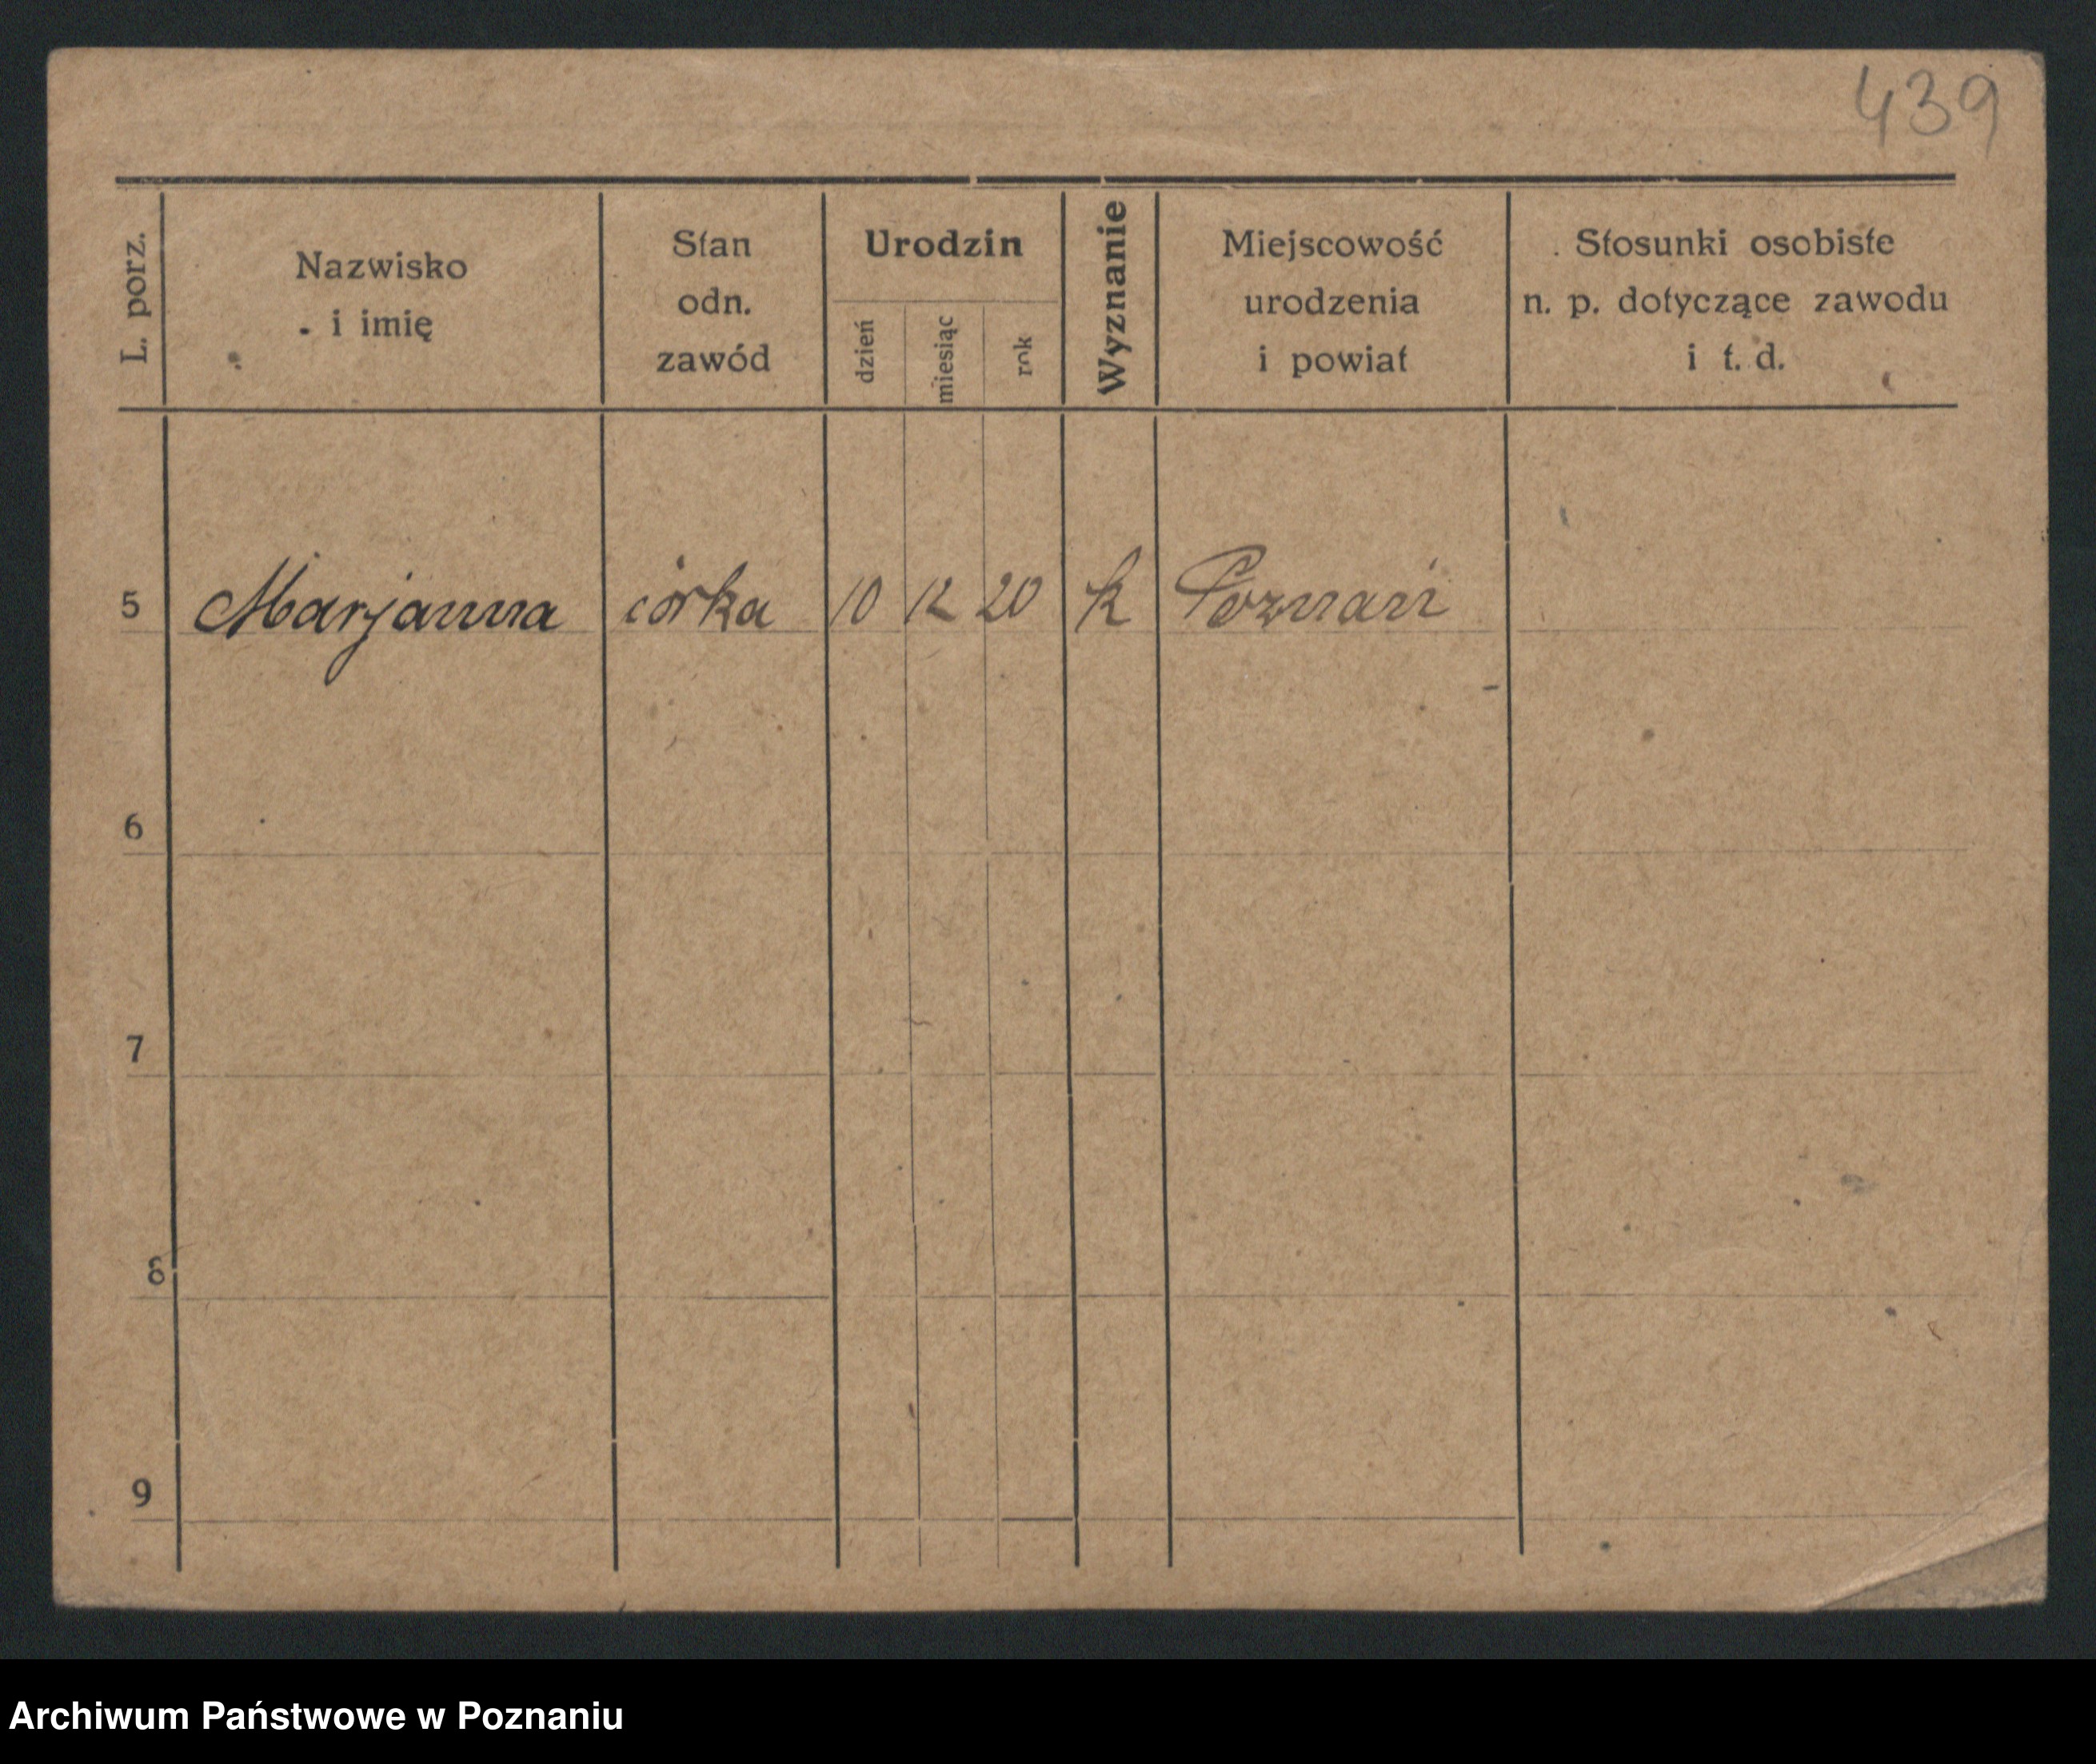 439
L. porz.
Nazwisko
i imię
Stan
odn.
zawód
Urodzin
dzień
miesiąc
rok
Wyznanie
Miejscowość
urodzenia
i powiat
Stosunki osobiste
n. p. dotyczące zawodu
i t. d.
5 Marjanna córka 10 12 20 k Poznań
6
7
8
9
Archiwum Państwowe w Poznaniu